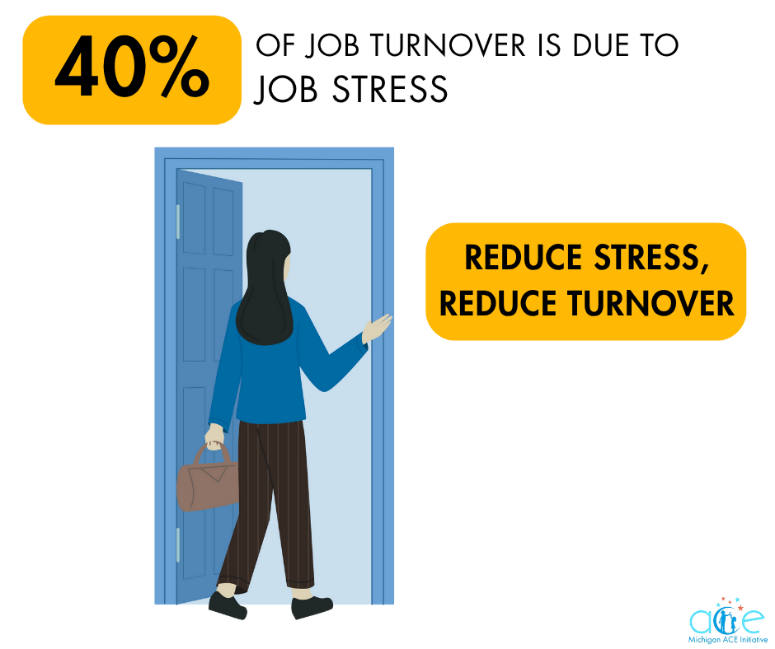 40% OF JOB TURNOVER IS DUE TO
JOB STRESS
REDUCE STRESS,
REDUCE TURNOVER
ace
Michigan ACE Initiative